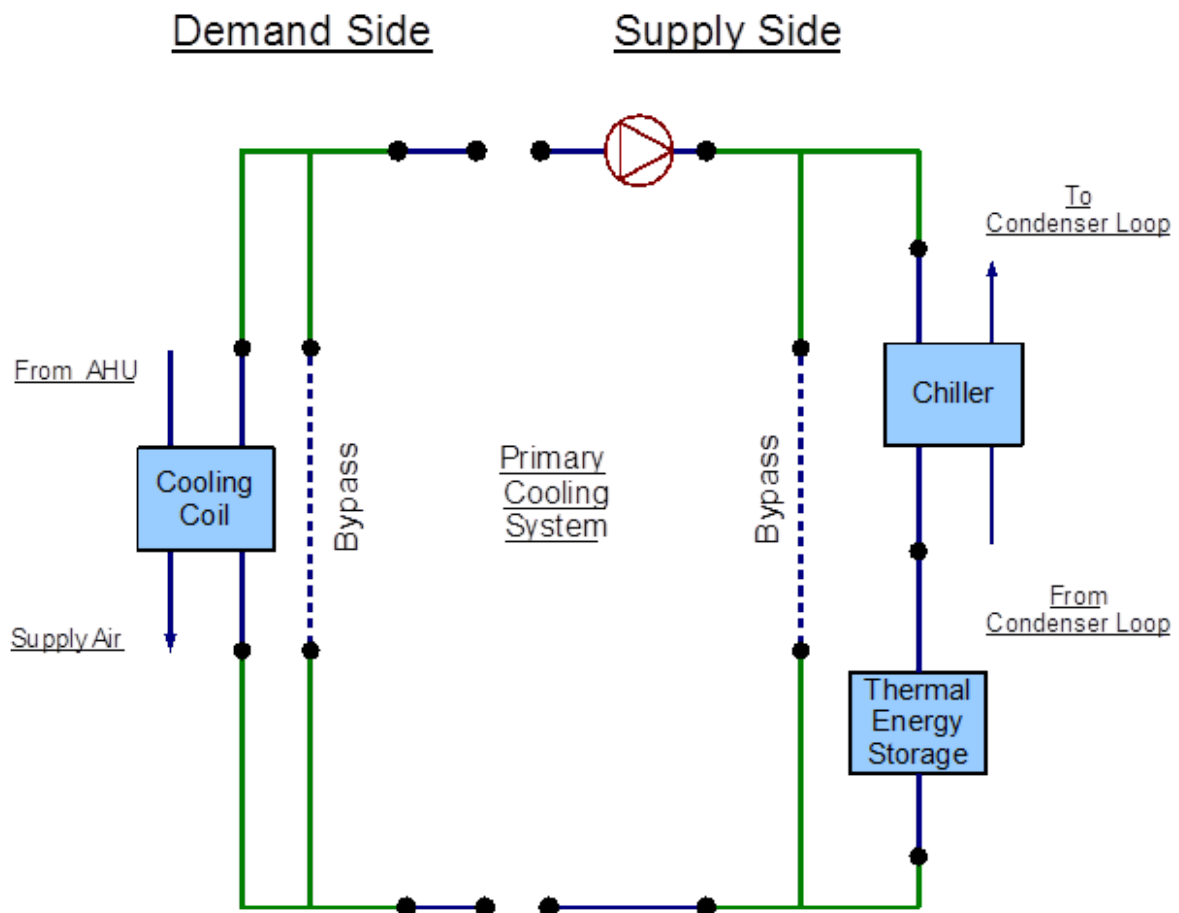 Demand Side
Supply Side
To
Condenser Loop
From AHU
Chiller
Cooling
Coil
Bypass
Primary
Cooling
System
Bypass
Supply Air
From
Condenser Loop
Thermal
Energy
Storage